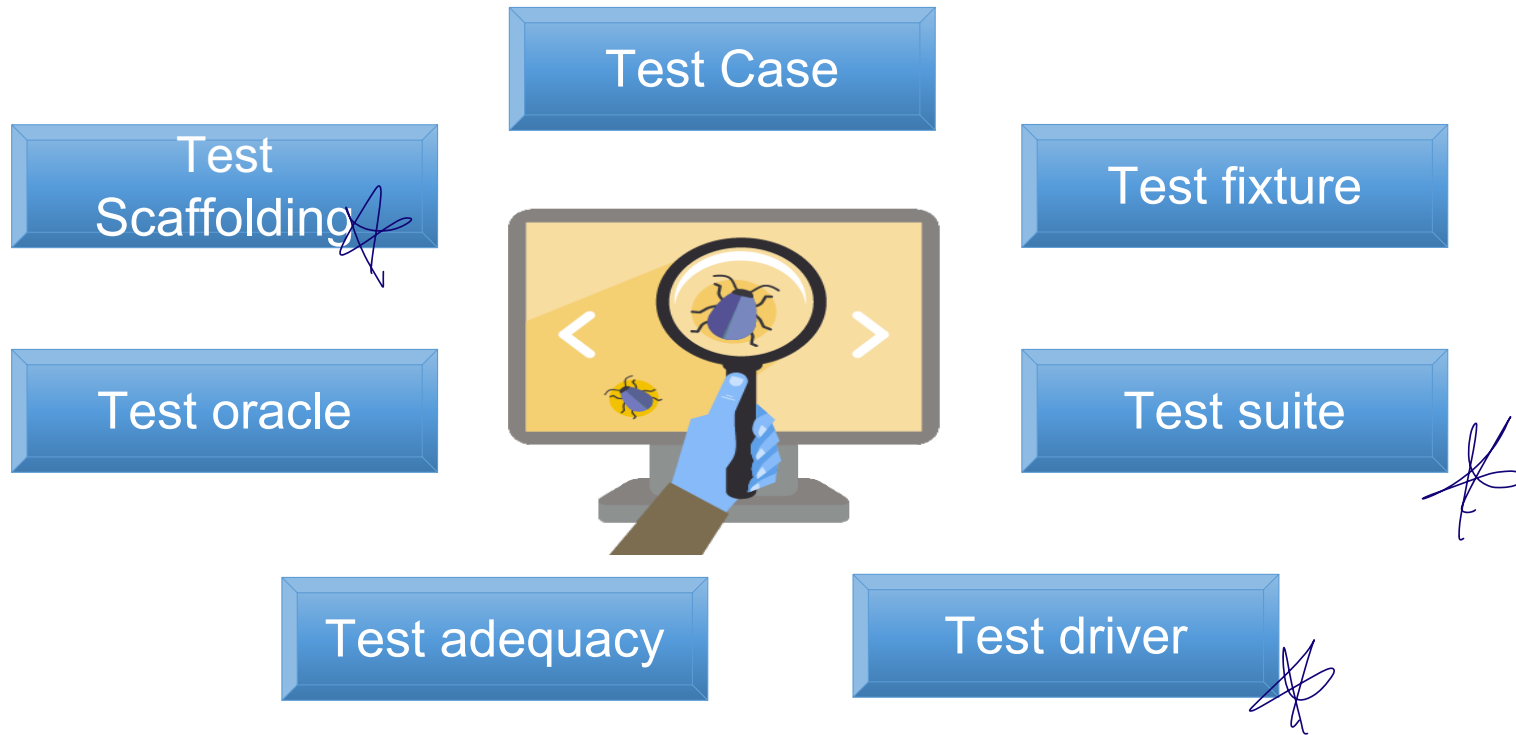 Test Case
Test
Scaffolding
Test fixture
Test oracle
Test suite
Test adequacy
Test driver